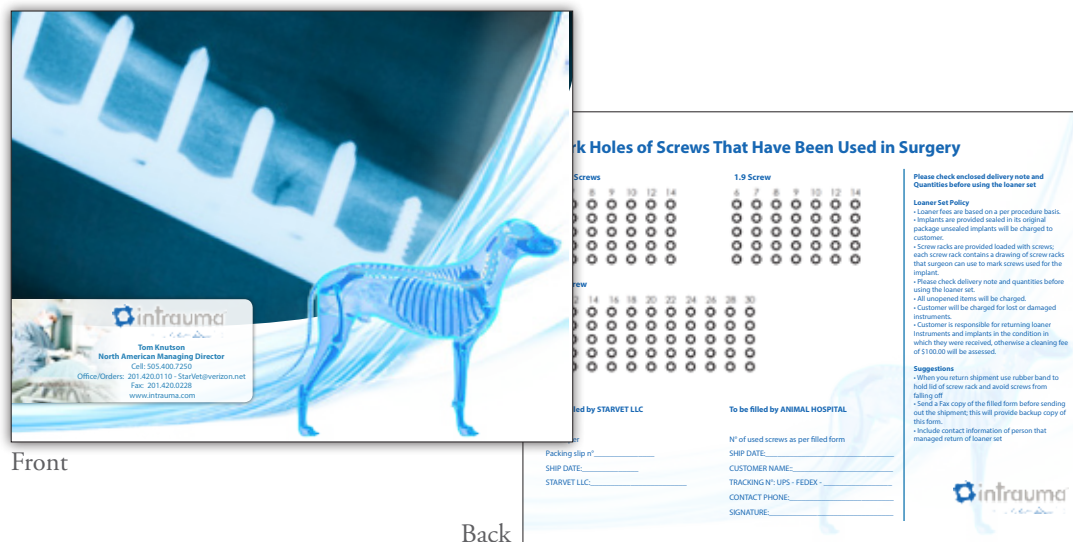 intrauma
Tom Knutson
North American Managing Director
Cell: 505.400.7250
Office/Orders: 201.420.0110 - StarVet@verizon.net
Fax: 201.420.0228
www.intrauma.com
Front
rk Holes of Screws That Have Been Used in Surgery
Screws
8 9 10 12 14
1.9 Screw
6 7 8 9 10 12 14
rew
2 14 16 18 20 22 24 26 28 30
led by STARVET LLC
er
Packing slip n°
SHIP DATE:
STARVET LLC:
To be filled by ANIMAL HOSPITAL
N° of used screws as per filled form
SHIP DATE:
CUSTOMER NAME:
TRACKING N°: UPS - FEDEX -
CONTACT PHONE:
SIGNATURE:
Please check enclosed delivery note and
Quantities before using the loaner set
Loaner Set Policy
• Loaner fees are based on a per procedure basis.
• Implants are provided sealed in its original
package unsealed implants will be charged to
customer.
• Screw racks are provided loaded with screws;
each screw rack contains a drawing of screw racks
that surgeon can use to mark screws used for the
implant.
• Please check delivery note and quantities before
using the loaner set.
• All unopened items will be charged.
• Customer will be charged for lost or damaged
instruments.
• Customer is responsible for returning loaner
Instruments and implants in the condition in
which they were received, otherwise a cleaning fee
of $100.00 will be assessed.
Suggestions
• When you return shipment use rubber band to
hold lid of screw rack and avoid screws from
falling off
• Send a Fax copy of the filled form before sending
out the shipment; this will provide backup copy of
this form.
• Include contact information of person that
managed return of loaner set
intrauma
Back